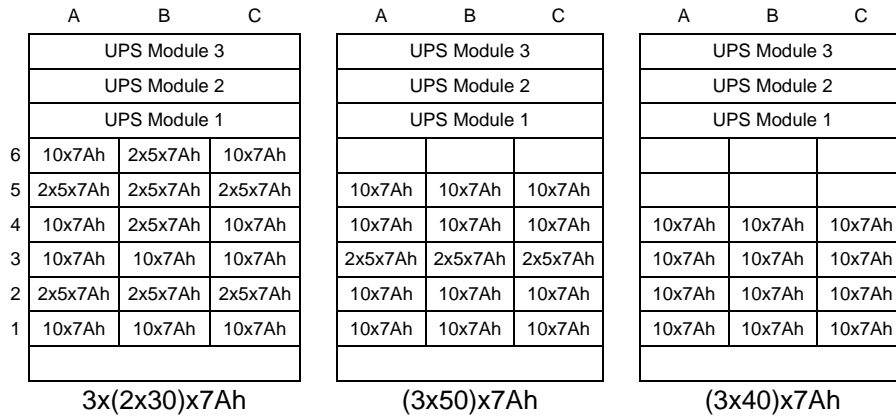 A B C A B C A B C
UPS Module 3 UPS Module 3 UPS Module 3
UPS Module 2 UPS Module 2 UPS Module 2
UPS Module 1 UPS Module 1 UPS Module 1
6 10x7Ah 2x5x7Ah 10x7Ah
5 2x5x7Ah 2x5x7Ah 2x5x7Ah 10x7Ah 10x7Ah 10x7Ah
4 10x7Ah 2x5x7Ah 10x7Ah 10x7Ah 10x7Ah 10x7Ah 10x7Ah 10x7Ah 10x7Ah
3 10x7Ah 10x7Ah 10x7Ah 2x5x7Ah 2x5x7Ah 2x5x7Ah 10x7Ah 10x7Ah 10x7Ah
2 2x5x7Ah 2x5x7Ah 2x5x7Ah 10x7Ah 10x7Ah 10x7Ah 10x7Ah 10x7Ah 10x7Ah
1 10x7Ah 10x7Ah 10x7Ah 10x7Ah 10x7Ah 10x7Ah 10x7Ah 10x7Ah 10x7Ah
3x(2x30)x7Ah (3x50)x7Ah (3x40)x7Ah